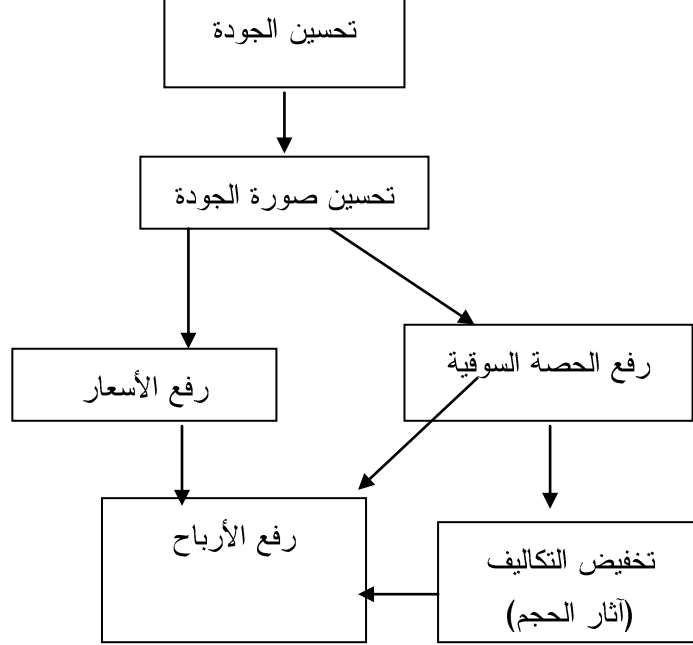 تحسين الجودة
تحسين صورة الجودة
رفع الحصة السوقية
رفع الأسعار
رفع الأرباح
تخفيض التكاليف
(آثار الحجم)